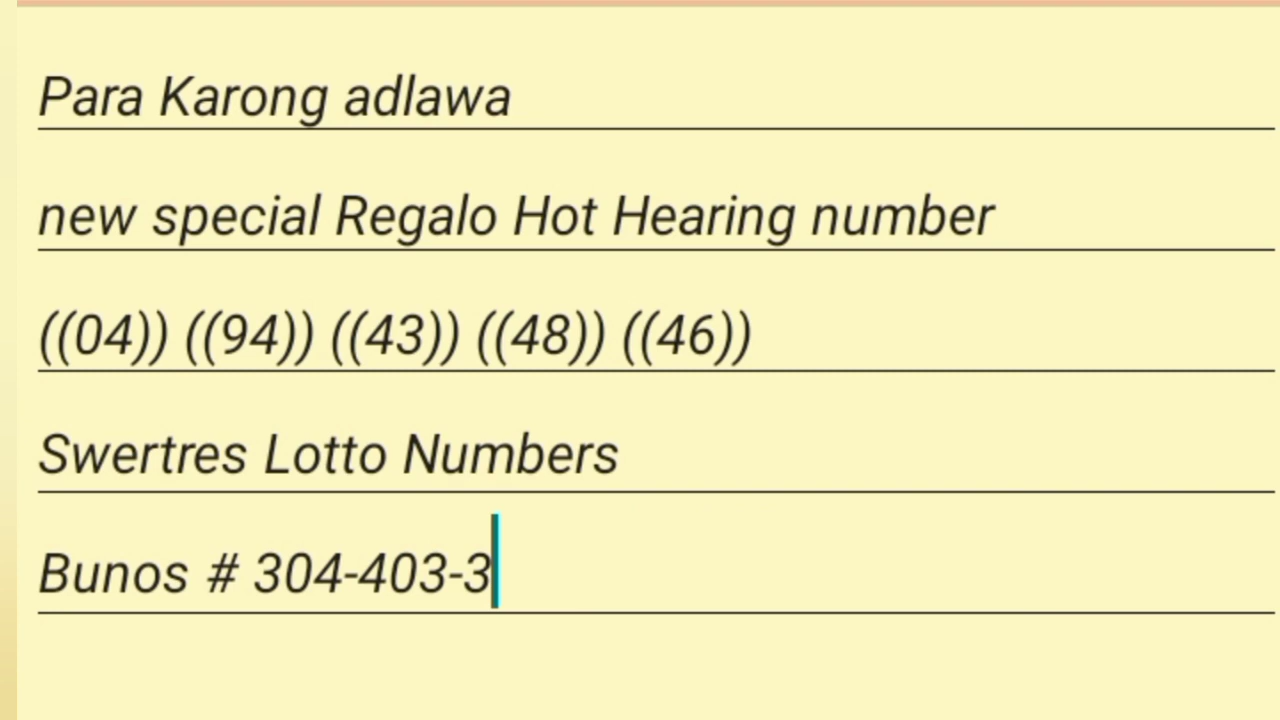 Para Karong adlawa
new special Regalo Hot Hearing number
((04)) ((94)) ((43)) ((48)) ((46))
Swertres Lotto Numbers
Bunos # 304-403-3